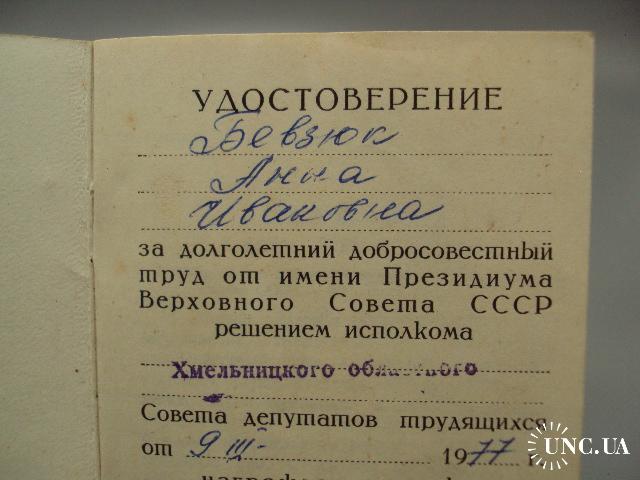 УДОСТОВЕРЕНИЕ
Бевзюк
Анна
Ивановна
за долголетний добросовестный
труд от имени Президиума
Верховного Совета СССР
решением исполкома
Хмельницкого областного
Совета депутатов трудящихся
от 9 III- 1977 г.
UNC.UA